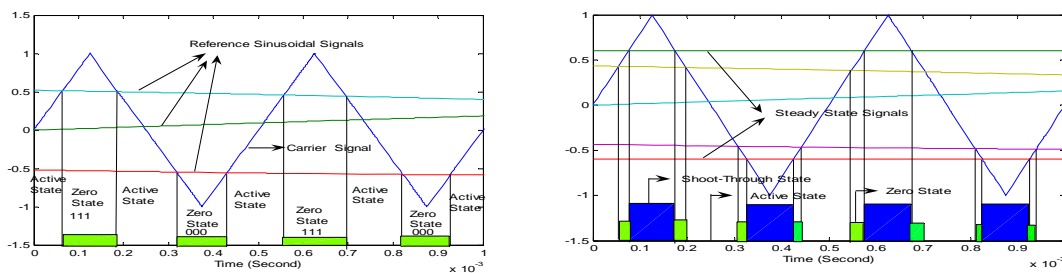 1.5
1
0.5
0
-0.5
-1
-1.5
Reference Sinusoidal Signals
Carrier Signal
Active State
Zero State 111
Active State
Zero State 000
Active State
Zero State 111
Active State
Zero State 000
Active State
0 0.1 0.2 0.3 0.4 0.5 0.6 0.7 0.8 0.9 1
Time (Second)
x 10⁻³
1
0.5
0
-0.5
-1
-1.5
Steady State Signals
Shoot-Through State
Active State
Zero State
0 0.1 0.2 0.3 0.4 0.5 0.6 0.7 0.8 0.9
Time (Second)
x 10⁻³